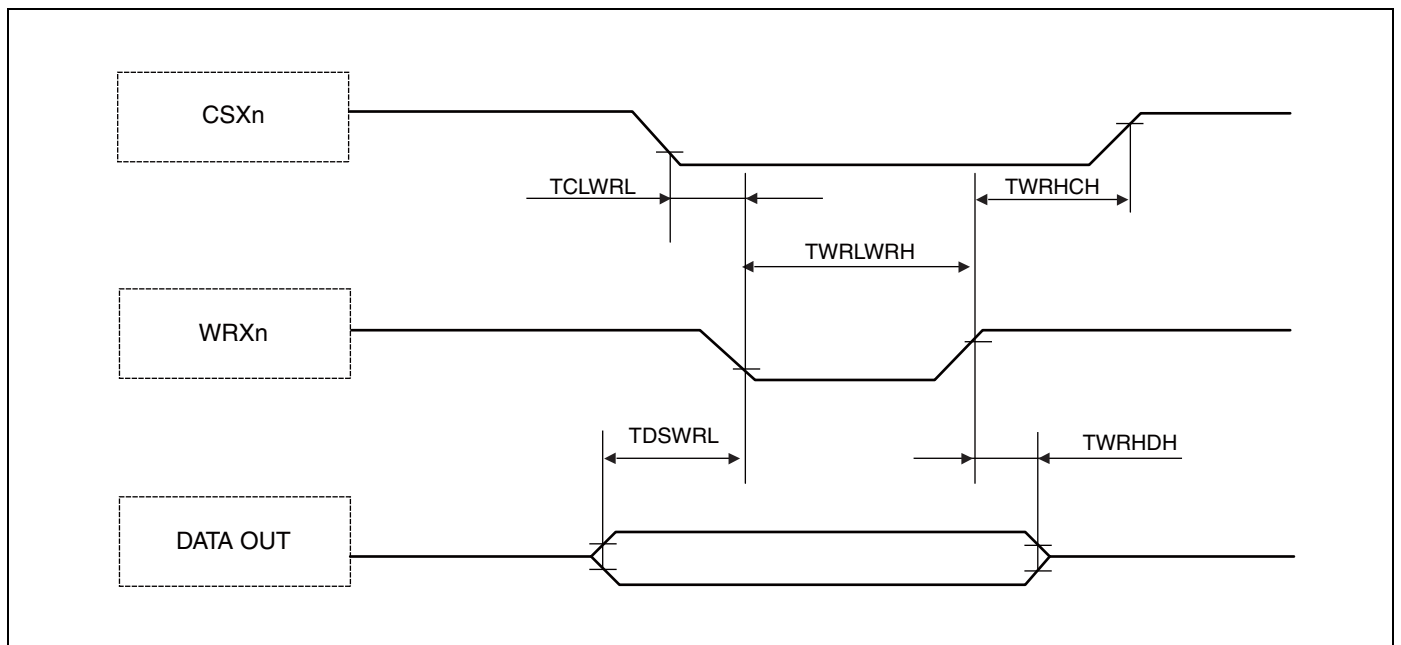 CSXn
TCLWRL
TWRHCH
TWRLWRH
WRXn
TDSWRL
TWRHDH
DATA OUT